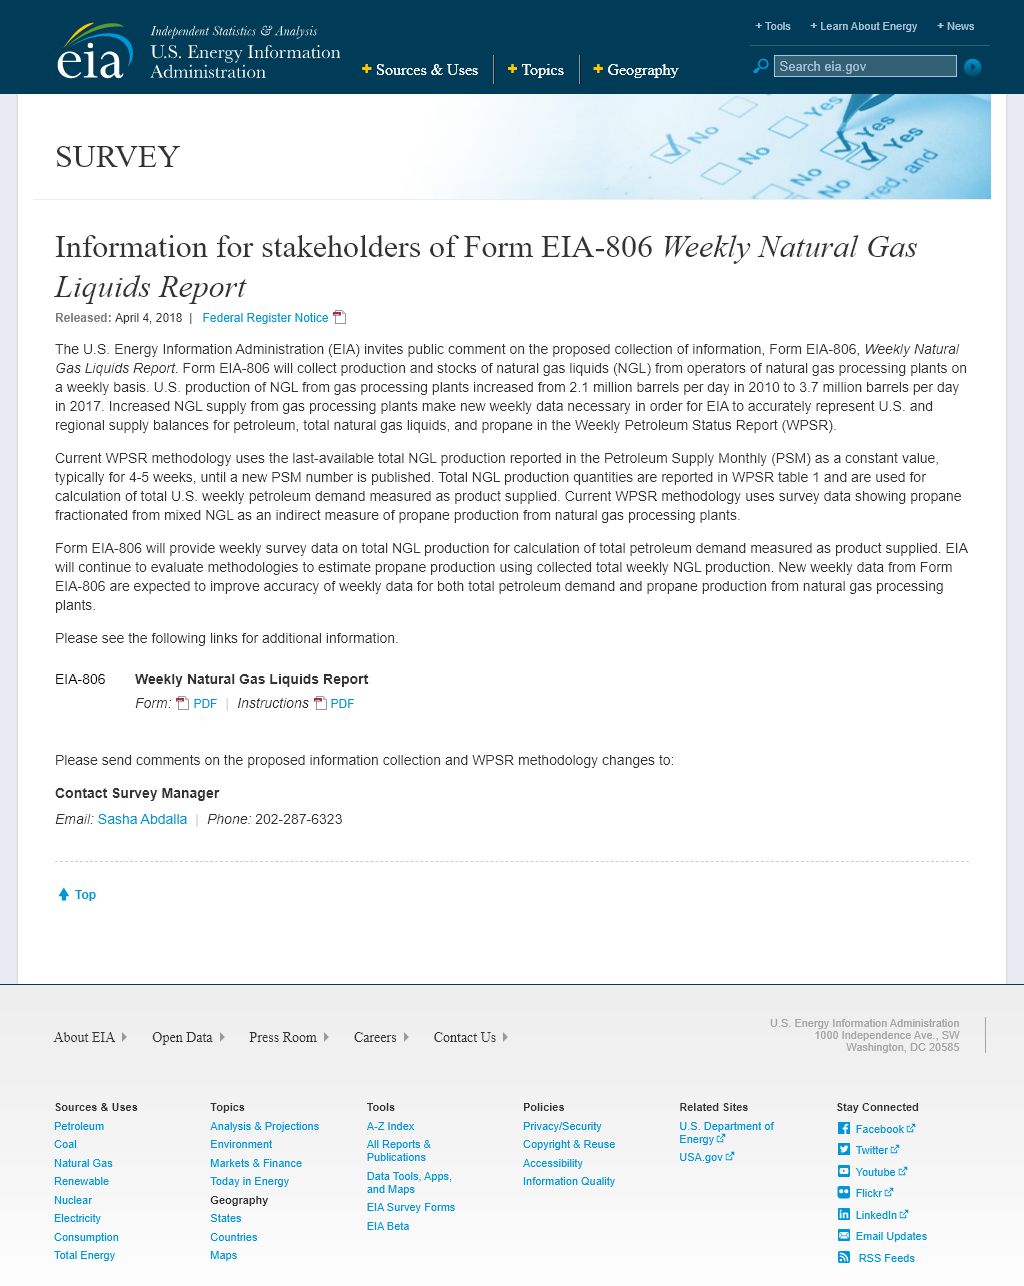 + Tools + Learn About Energy + News
Independent Statistics & Analysis
eia
U.S. Energy Information
Administration
+ Sources & Uses + Topics + Geography
Search eia.gov
No
No
No
No
Yes
Yes
red, and
SURVEY
Information for stakeholders of Form EIA-806 Weekly Natural Gas
Liquids Report
Released: April 4, 2018 | Federal Register Notice
The U.S. Energy Information Administration (EIA) invites public comment on the proposed collection of information, Form EIA-806, Weekly Natural
Gas Liquids Report. Form EIA-806 will collect production and stocks of natural gas liquids (NGL) from operators of natural gas processing plants on
a weekly basis. U.S. production of NGL from gas processing plants increased from 2.1 million barrels per day in 2010 to 3.7 million barrels per day
in 2017. Increased NGL supply from gas processing plants make new weekly data necessary in order for EIA to accurately represent U.S. and
regional supply balances for petroleum, total natural gas liquids, and propane in the Weekly Petroleum Status Report (WPSR).
Current WPSR methodology uses the last-available total NGL production reported in the Petroleum Supply Monthly (PSM) as a constant value,
typically for 4-5 weeks, until a new PSM number is published. Total NGL production quantities are reported in WPSR table 1 and are used for
calculation of total U.S. weekly petroleum demand measured as product supplied. Current WPSR methodology uses survey data showing propane
fractionated from mixed NGL as an indirect measure of propane production from natural gas processing plants.
Form EIA-806 will provide weekly survey data on total NGL production for calculation of total petroleum demand measured as product supplied. EIA
will continue to evaluate methodologies to estimate propane production using collected total weekly NGL production. New weekly data from Form
EIA-806 are expected to improve accuracy of weekly data for both total petroleum demand and propane production from natural gas processing
plants.
Please see the following links for additional information.
EIA-806 Weekly Natural Gas Liquids Report
Form: PDF | Instructions PDF
Please send comments on the proposed information collection and WPSR methodology changes to:
Contact Survey Manager
Email: Sasha Abdalla | Phone: 202-287-6323
Top
About EIA Open Data Press Room Careers Contact Us
U.S. Energy Information Administration
1000 Independence Ave., SW
Washington, DC 20585
Sources & Uses
Petroleum
Coal
Natural Gas
Renewable
Nuclear
Electricity
Consumption
Total Energy
Topics
Analysis & Projections
Environment
Markets & Finance
Today in Energy
Geography
States
Countries
Maps
Tools
A-Z Index
All Reports &
Publications
Data Tools, Apps,
and Maps
EIA Survey Forms
EIA Beta
Policies
Privacy/Security
Copyright & Reuse
Accessibility
Information Quality
Related Sites
U.S. Department of
Energy
USA.gov
Stay Connected
Facebook
Twitter
Youtube
Flickr
LinkedIn
Email Updates
RSS Feeds